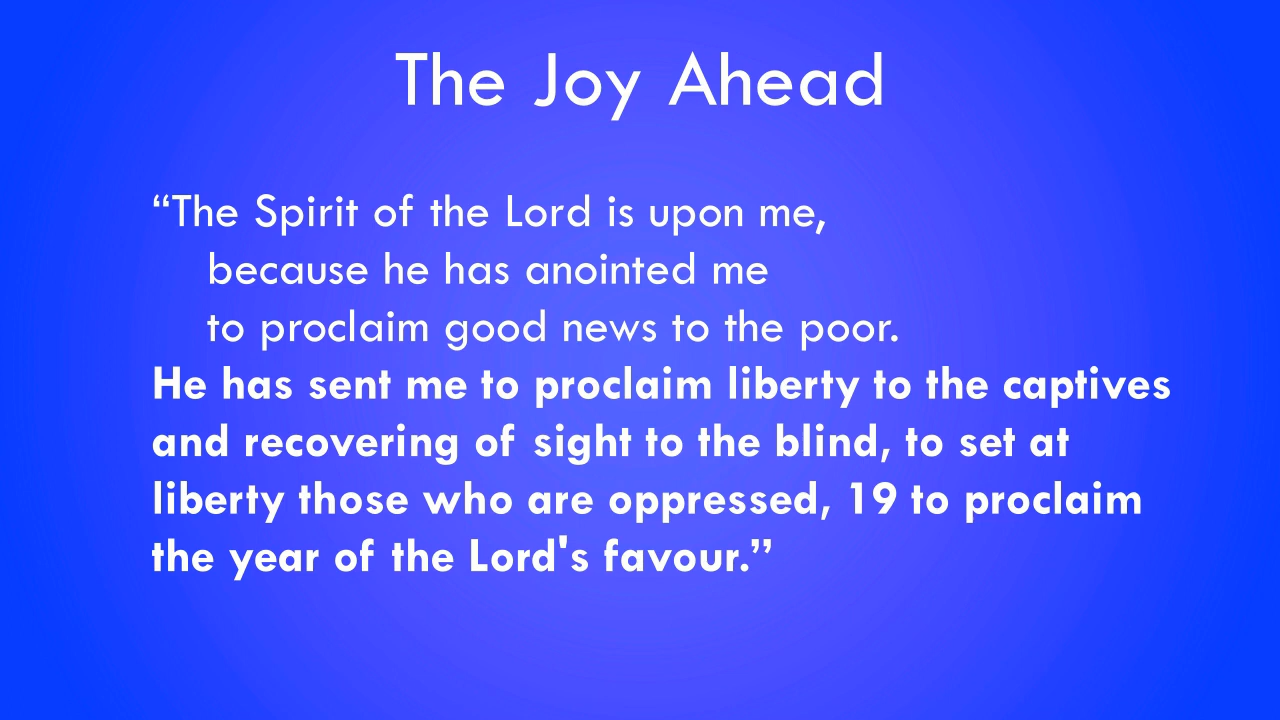 The Joy Ahead
“The Spirit of the Lord is upon me,
because he has anointed me
to proclaim good news to the poor.
He has sent me to proclaim liberty to the captives
and recovering of sight to the blind, to set at
liberty those who are oppressed, 19 to proclaim
the year of the Lord's favour.”